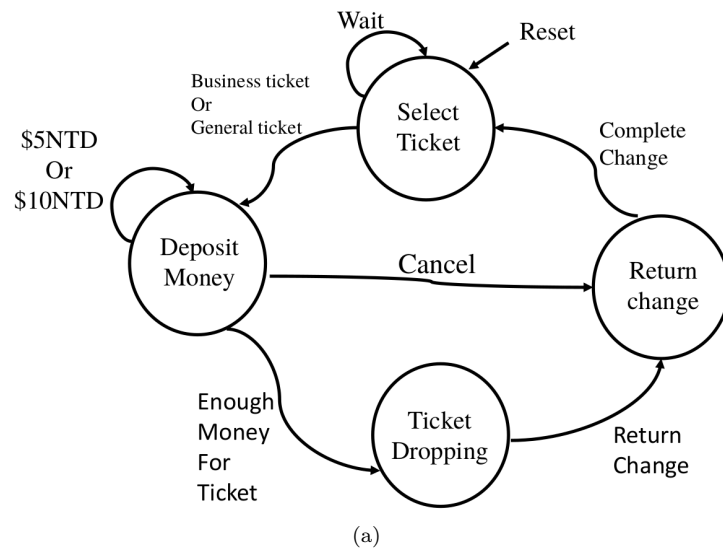 Wait
Reset
Business ticket
Or
General ticket
Select
Ticket
Complete
Change
$5NTD
Or
$10NTD
Deposit
Money
Cancel
Return
change
Enough
Money
For
Ticket
Ticket
Dropping
Return
Change
(a)